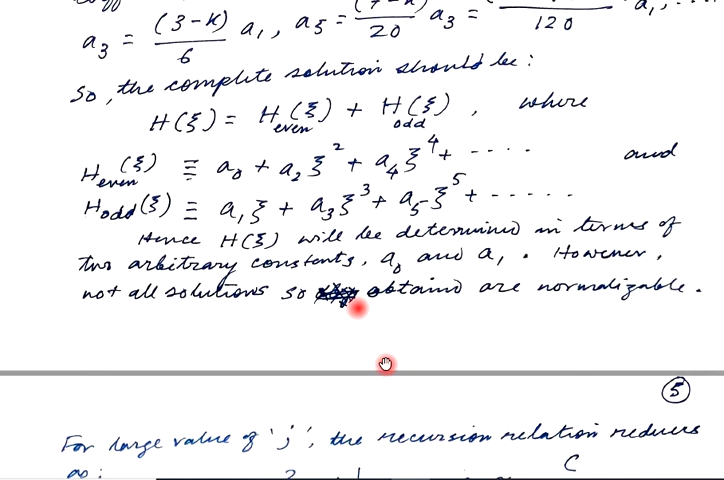 a₃ = (3-K)/6 a₁, a₅ = (7-K)/20 a₃ = /120 a₁, ...
So, the complete solution should be:
H(ξ) = H_even(ξ) + H_odd(ξ) , where
H_even(ξ) ≡ a₀ + a₂ξ² + a₄ξ⁴ + ---- and
H_odd(ξ) ≡ a₁ξ + a₃ξ³ + a₅ξ⁵ + ------
Hence H(ξ) will be determined in terms of
two arbitrary constants, a₀ and a₁. However,
not all solutions so obtaind are normalizable.
5
For large value of 'j', the recursion relation reduces
as: